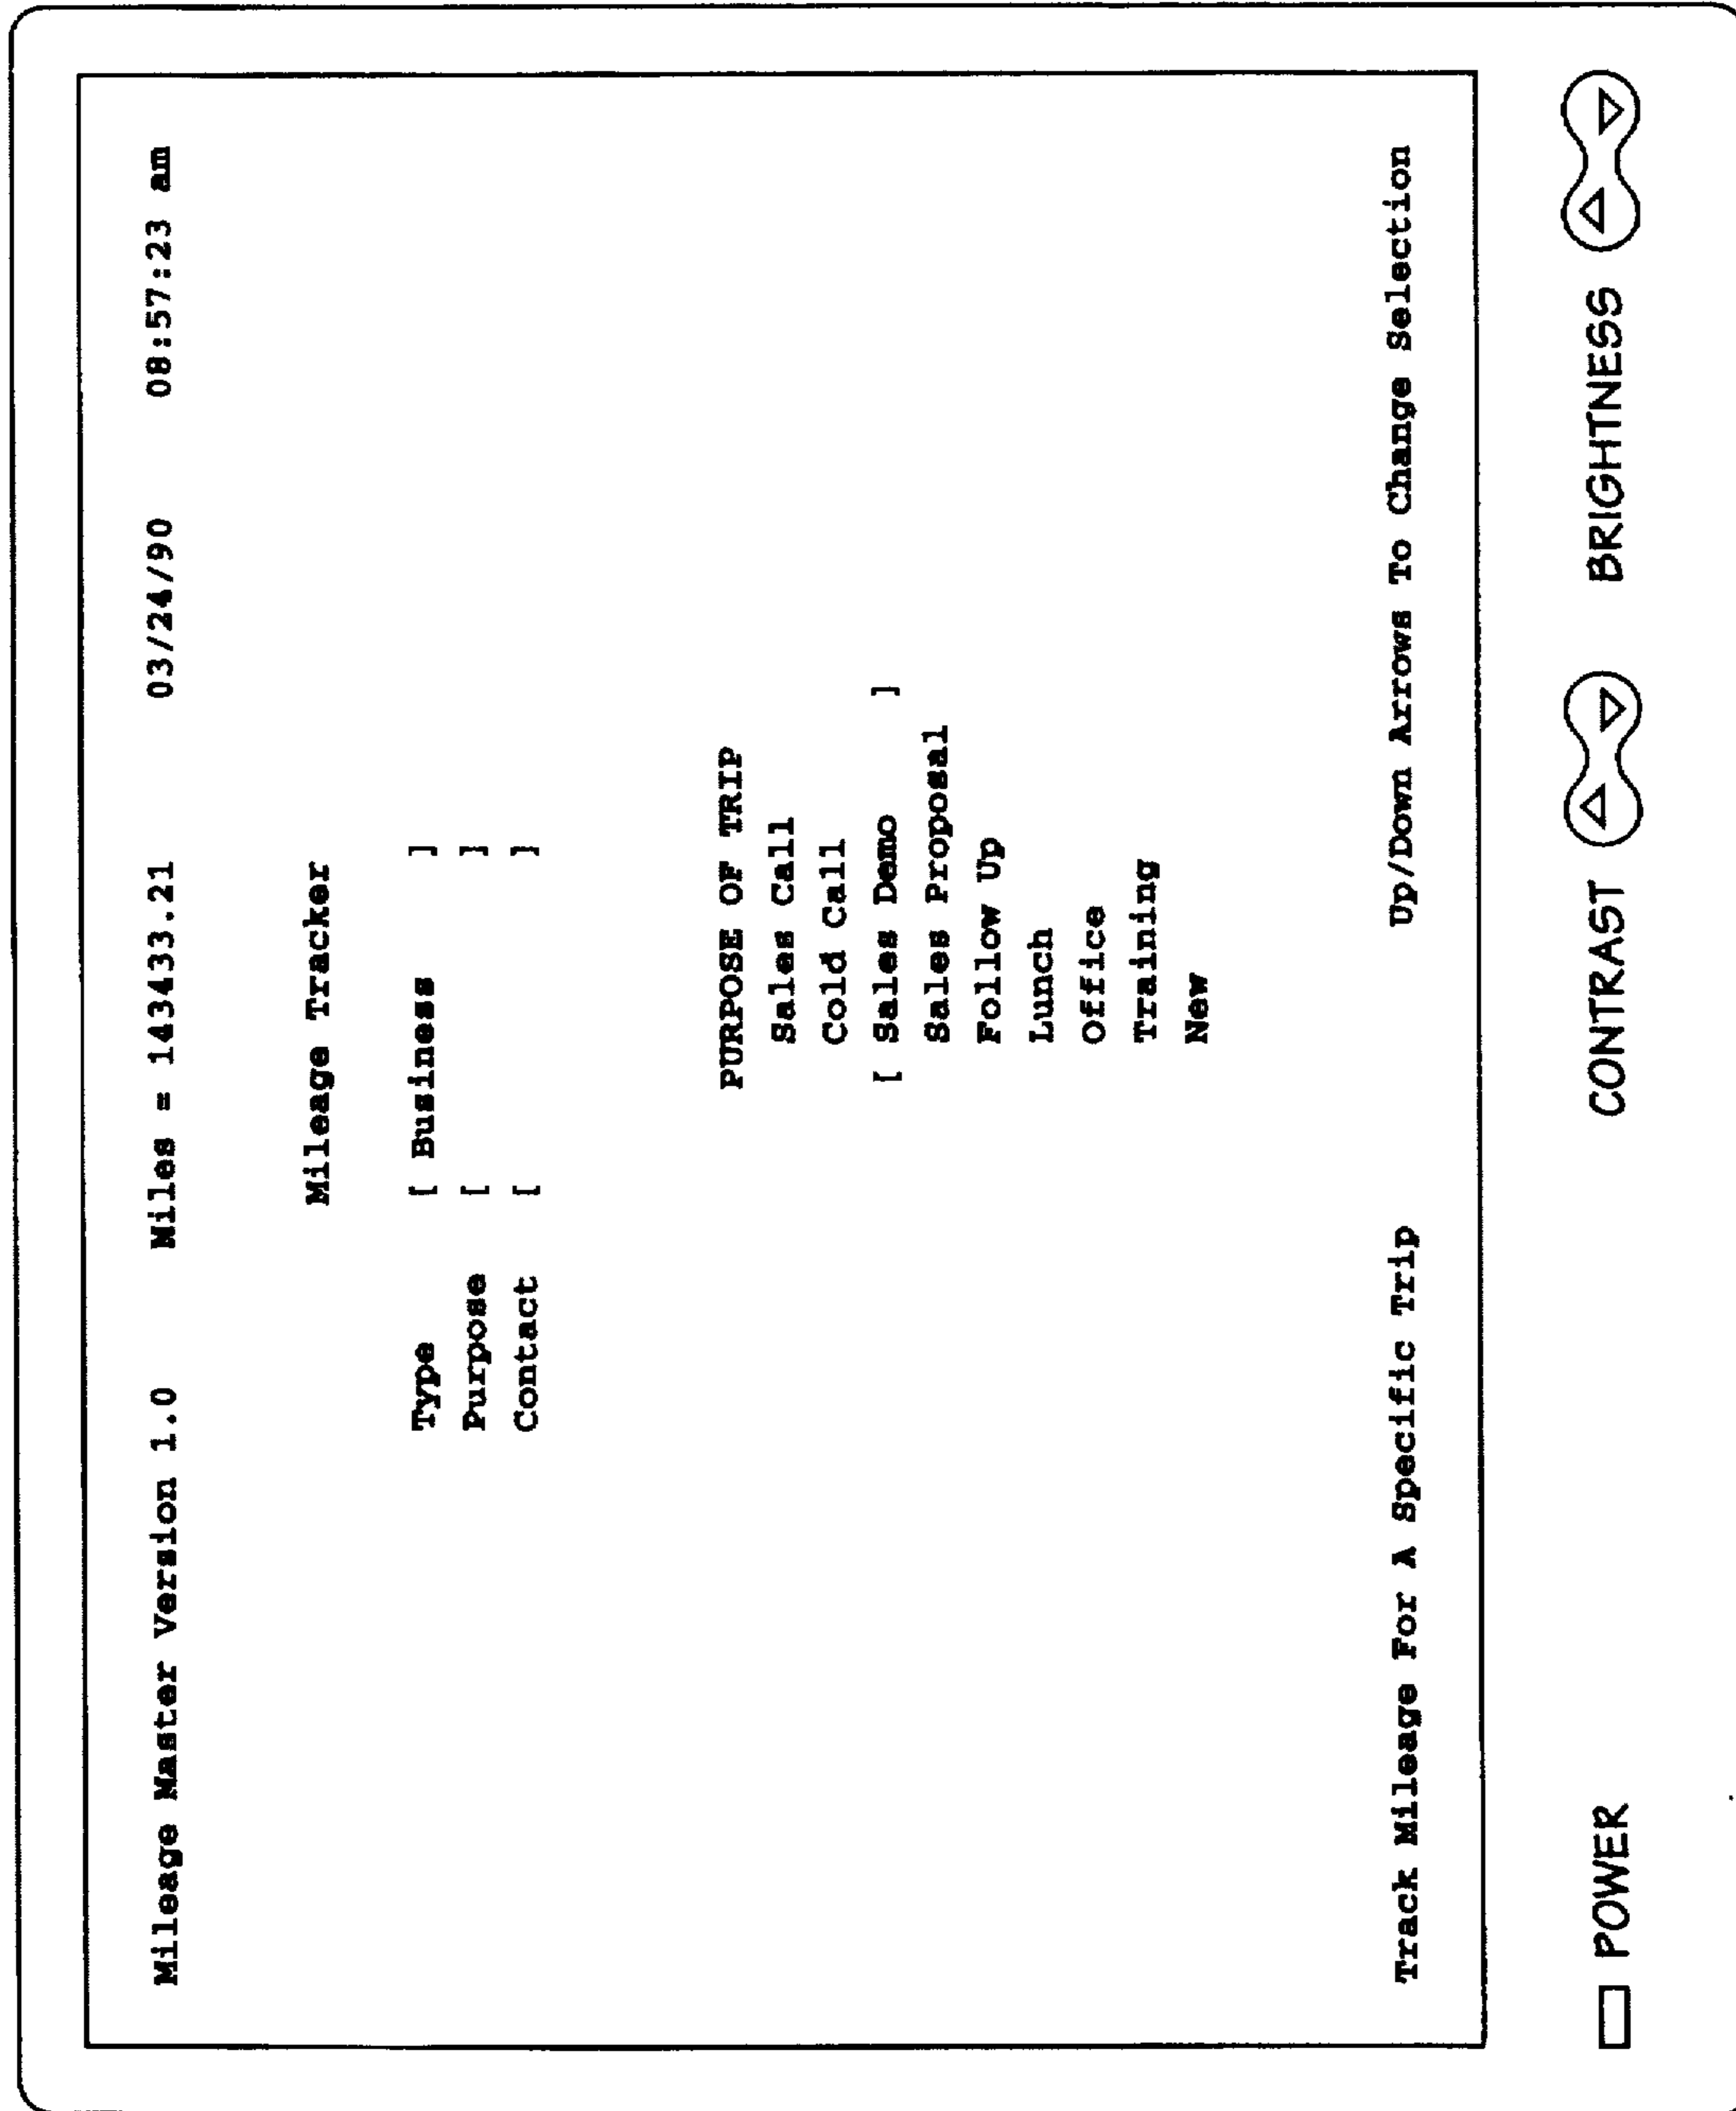 Mileage Master Version 1.0 Miles = 143433.21 03/24/90 08:57:23 am
Mileage Tracker
Type [ Business ]
Purpose [ ]
Contact [ ]
PURPOSE OF TRIP
Sales Call
Cold Call
[ Sales Demo ]
Sales Proposal
Follow Up
Lunch
Office
Training
New
Track Mileage For A Specific Trip Up/Down Arrows To Change Selection
POWER CONTRAST BRIGHTNESS